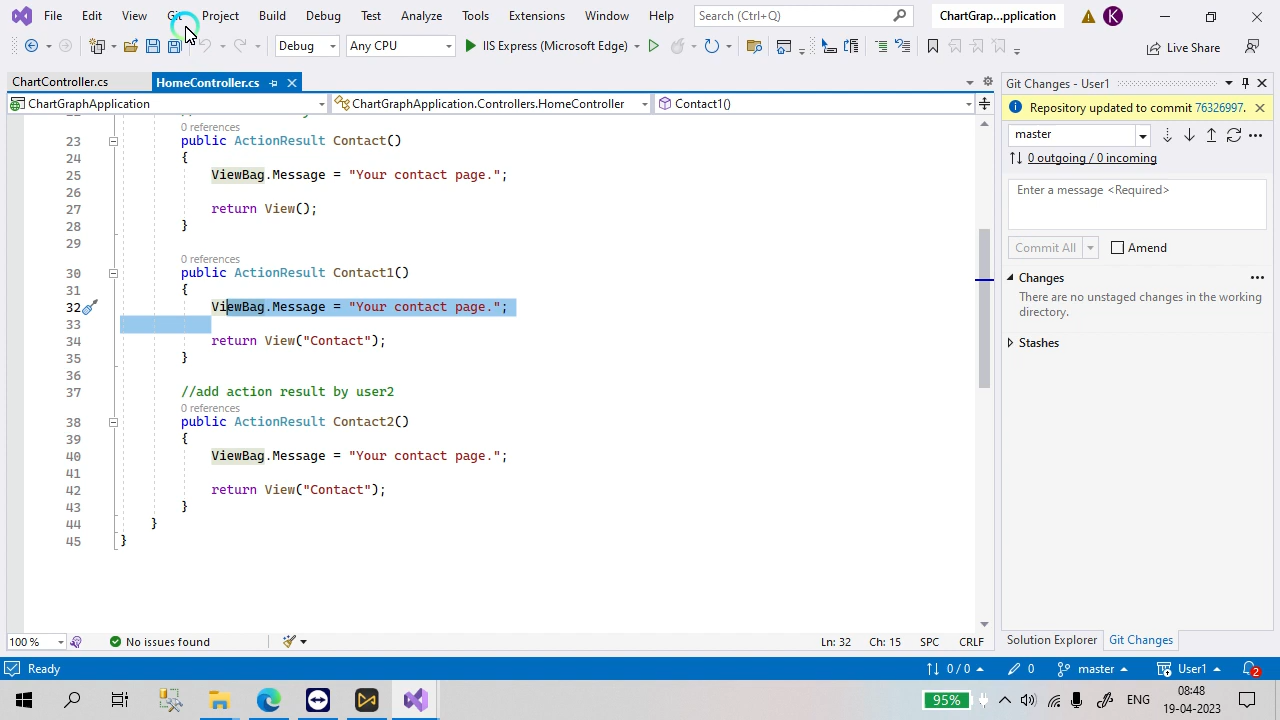 File Edit View Git Project Build Debug Test Analyze Tools Extensions Window Help Search (Ctrl+Q) ChartGrap...pplication K
Debug Any CPU IIS Express (Microsoft Edge) Live Share
ChartController.cs HomeController.cs Git Changes - User1
ChartGraphApplication ChartGraphApplication.Controllers.HomeController Contact1()
Repository updated to commit 76326997.
master
0 outgoing / 0 incoming
Enter a message <Required>
Commit All Amend
Changes
There are no unstaged changes in the working
directory.
Stashes
0 references
23 public ActionResult Contact()
24 {
25 ViewBag.Message = "Your contact page.";
26
27 return View();
28 }
29
0 references
30 public ActionResult Contact1()
31 {
32 ViewBag.Message = "Your contact page.";
33
34 return View("Contact");
35 }
36
37 //add action result by user2
0 references
38 public ActionResult Contact2()
39 {
40 ViewBag.Message = "Your contact page.";
41
42 return View("Contact");
43 }
44 }
45 }
100 % No issues found Ln: 32 Ch: 15 SPC CRLF
Solution Explorer Git Changes
Ready 0 / 0 0 master User1 2
95% ENG 08:48
19-04-2023